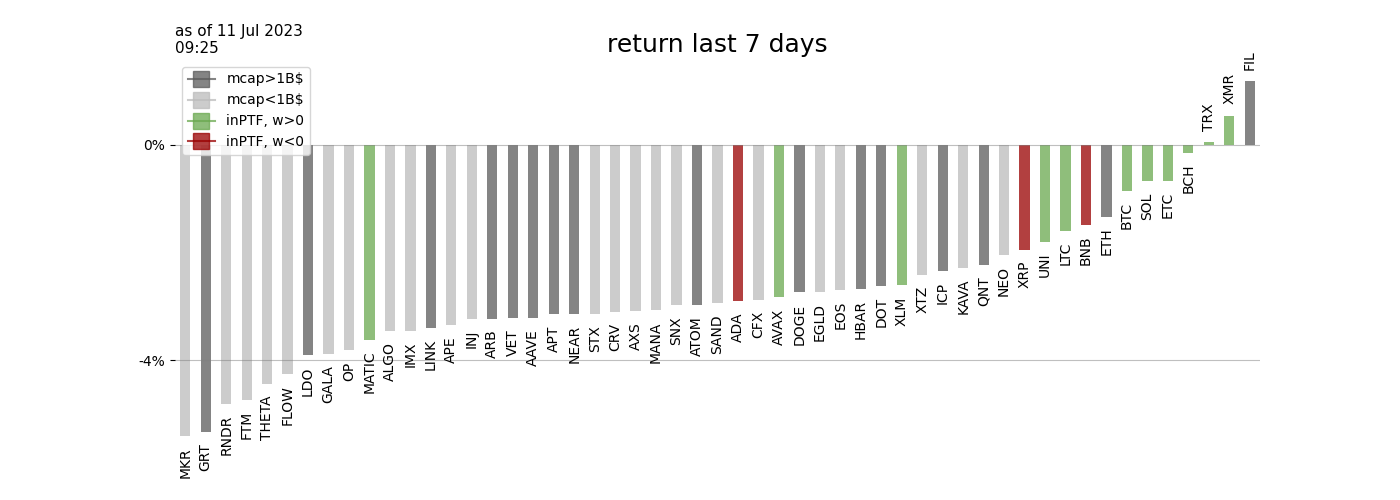 as of 11 Jul 2023
09:25
return last 7 days
mcap>1B$
mcap<1B$
inPTF, w>0
inPTF, w<0
0%
-4%
MKR
GRT
RNDR
FTM
THETA
FLOW
LDO
GALA
OP
MATIC
ALGO
IMX
LINK
APE
INJ
ARB
VET
AAVE
APT
NEAR
STX
CRV
AXS
MANA
SNX
ATOM
SAND
ADA
CFX
AVAX
DOGE
EGLD
EOS
HBAR
DOT
XLM
XTZ
ICP
KAVA
QNT
NEO
XRP
UNI
LTC
BNB
ETH
BTC
SOL
ETC
BCH
TRX
XMR
FIL